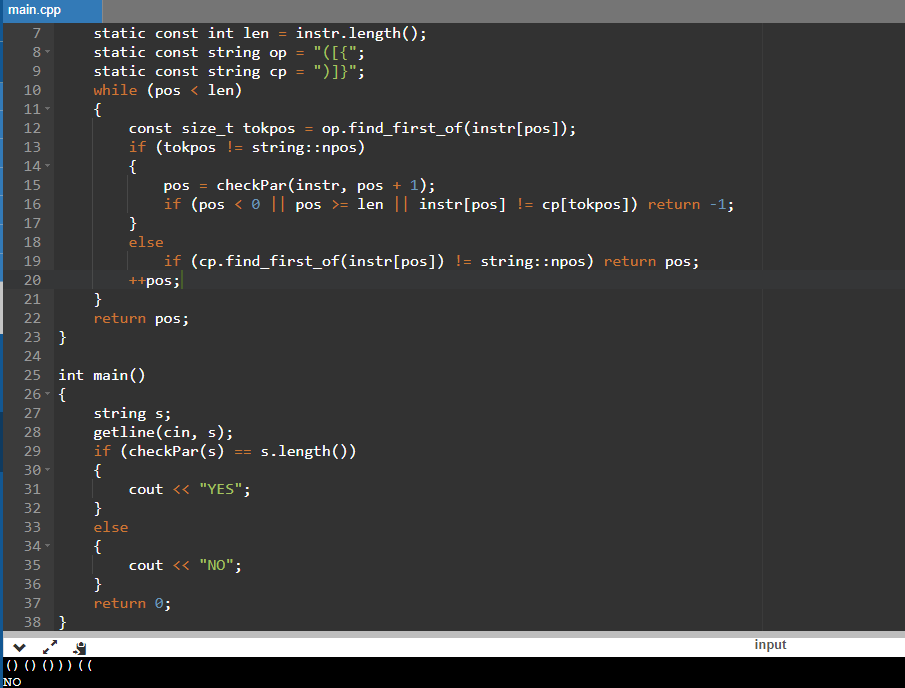 main.cpp
7 static const int len = instr.length();
8 static const string op = "([{";
9 static const string cp = ")]}";
10 while (pos < len)
11 {
12 const size_t tokpos = op.find_first_of(instr[pos]);
13 if (tokpos != string::npos)
14 {
15 pos = checkPar(instr, pos + 1);
16 if (pos < 0 || pos >= len || instr[pos] != cp[tokpos]) return -1;
17 }
18 else
19 if (cp.find_first_of(instr[pos]) != string::npos) return pos;
20 ++pos;
21 }
22 return pos;
23 }
24
25 int main()
26 {
27 string s;
28 getline(cin, s);
29 if (checkPar(s) == s.length())
30 {
31 cout << "YES";
32 }
33 else
34 {
35 cout << "NO";
36 }
37 return 0;
38 }
input
()()()))((
NO